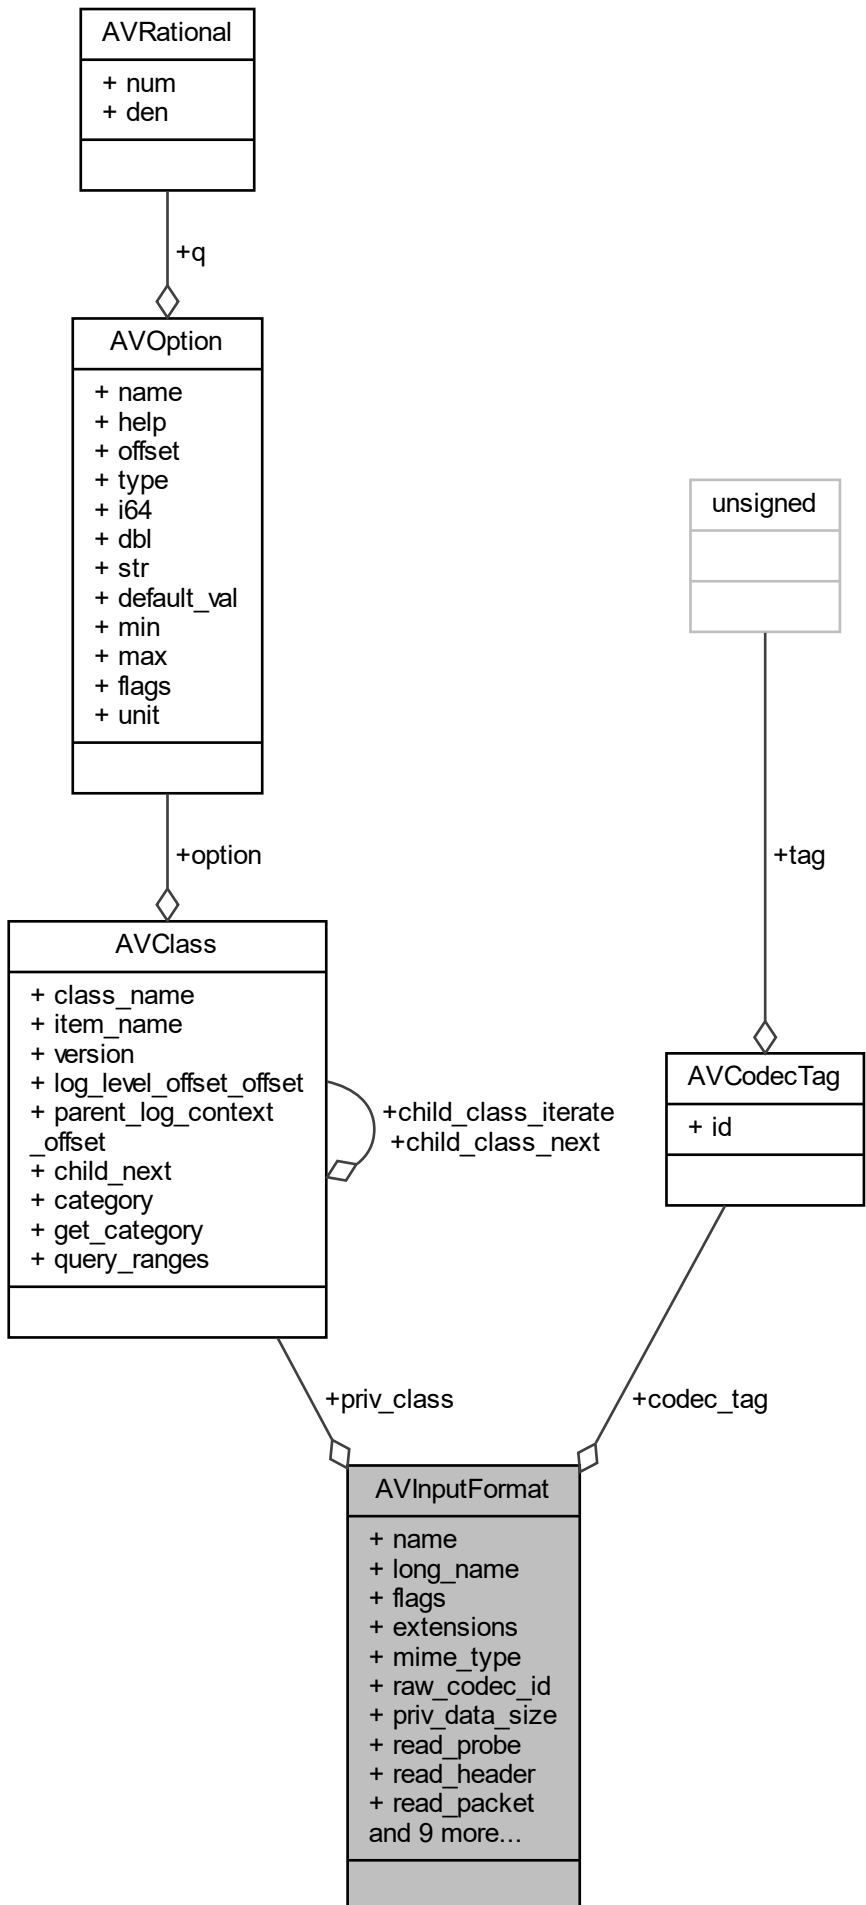 AVRational
+ num
+ den
+q
AVOption
+ name
+ help
+ offset
+ type
+ i64
+ dbl
+ str
+ default_val
+ min
+ max
+ flags
+ unit
unsigned
+option
+tag
AVClass
+ class_name
+ item_name
+ version
+ log_level_offset_offset
+ parent_log_context
_offset
+ child_next
+ category
+ get_category
+ query_ranges
+child_class_iterate
+child_class_next
AVCodecTag
+ id
+priv_class
+codec_tag
AVInputFormat
+ name
+ long_name
+ flags
+ extensions
+ mime_type
+ raw_codec_id
+ priv_data_size
+ read_probe
+ read_header
+ read_packet
and 9 more...